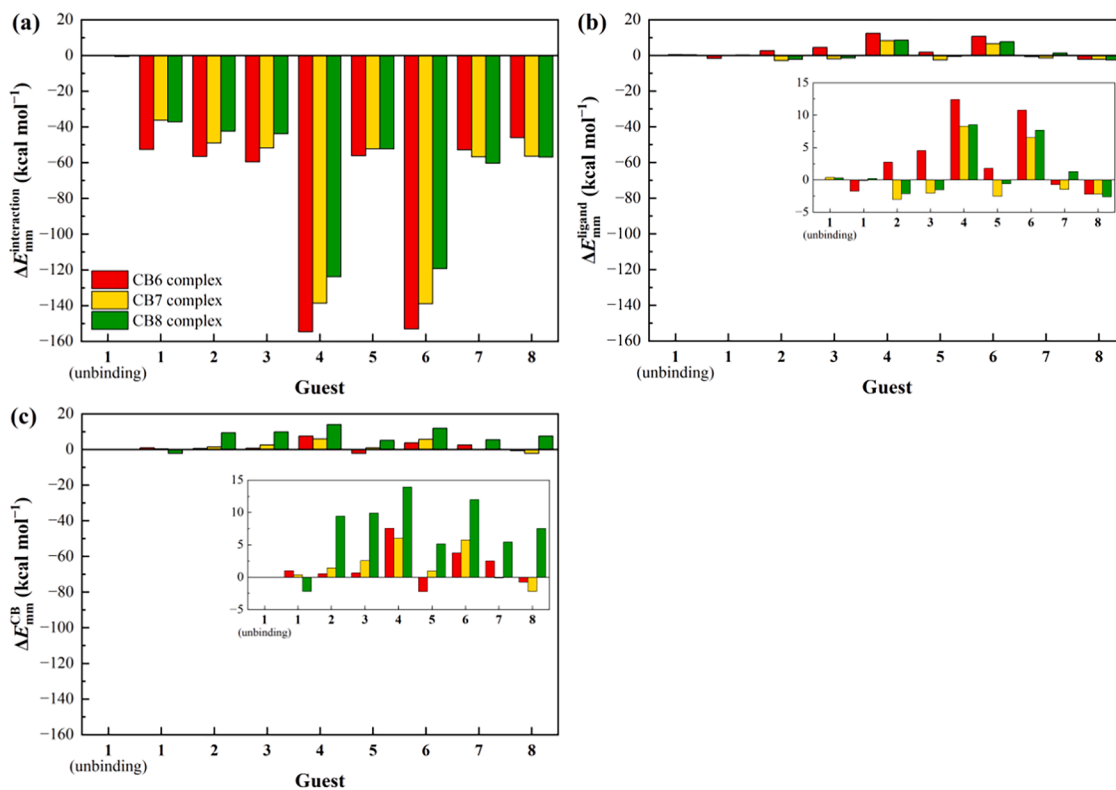 (a)
20
0
−20
−40
−60
−80
−100
−120
−140
−160
ΔE_mm^interaction (kcal mol⁻¹)
CB6 complex
CB7 complex
CB8 complex
1 1 2 3 4 5 6 7 8
(unbinding)
Guest
(b)
20
0
−20
−40
−60
−80
−100
−120
−140
−160
ΔE_mm^ligand (kcal mol⁻¹)
15
10
5
0
−5
1 1 2 3 4 5 6 7 8
(unbinding)
1 1 2 3 4 5 6 7 8
(unbinding)
Guest
(c)
20
0
−20
−40
−60
−80
−100
−120
−140
−160
ΔE_mm^CB (kcal mol⁻¹)
15
10
5
0
−5
1 1 2 3 4 5 6 7 8
(unbinding)
1 1 2 3 4 5 6 7 8
(unbinding)
Guest